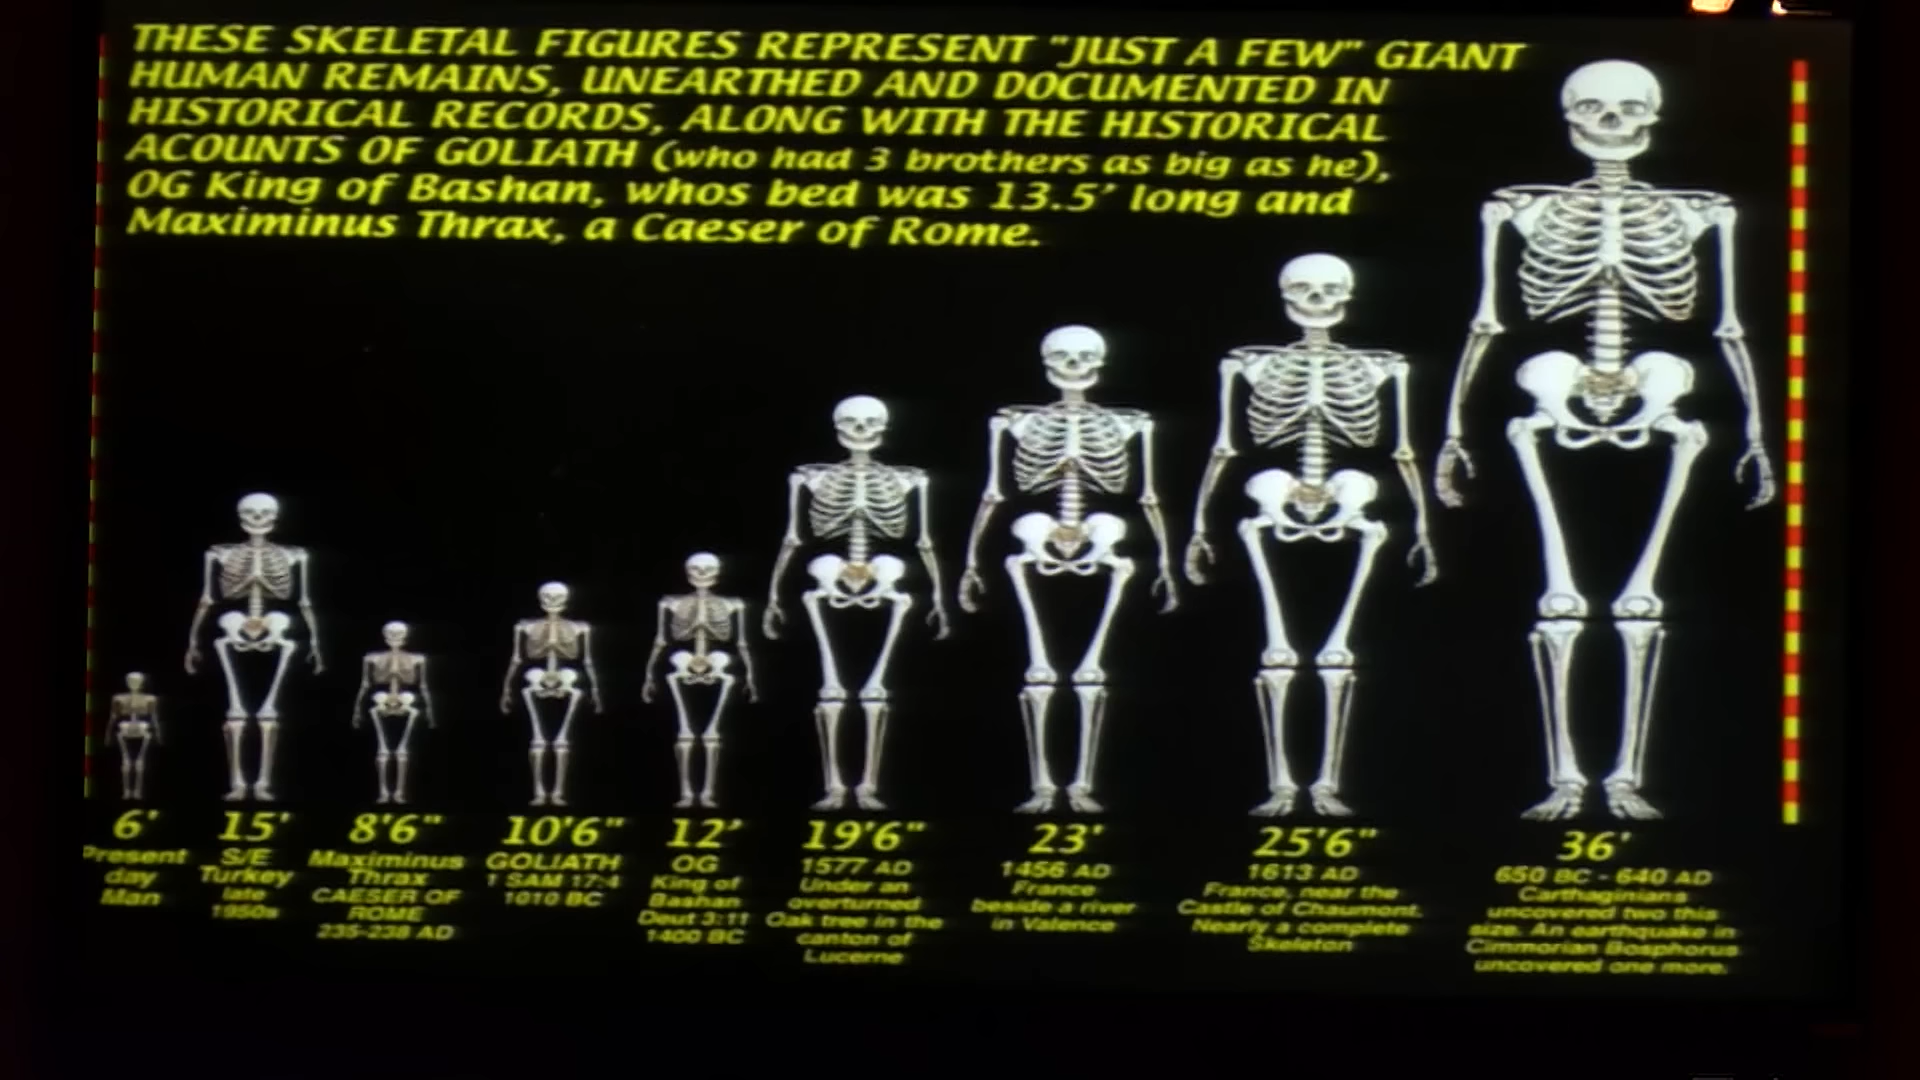 THESE SKELETAL FIGURES REPRESENT "JUST A FEW" GIANT
HUMAN REMAINS, UNEARTHED AND DOCUMENTED IN
HISTORICAL RECORDS, ALONG WITH THE HISTORICAL
ACOUNTS OF GOLIATH (who had 3 brothers as big as he),
OG King of Bashan, whos bed was 13.5’ long and
Maximinus Thrax, a Caeser of Rome.
6'
Present
day
Man
15'
S/E
Turkey
late
1950s
8'6"
Maximinus
Thrax
CAESER OF
ROME
235-238 AD
10'6"
GOLIATH
1 SAM 17:4
1010 BC
12’
OG
King of
Bashan
Deut 3:11
1400 BC
19'6"
1577 AD
Under an
overturned
Oak tree in the
canton of
Lucerne
23'
1456 AD
France
beside a river
in Valence
25'6"
1613 AD
France, near the
Castle of Chaumont.
Nearly a complete
Skeleton
36'
650 BC - 640 AD
Carthaginians
uncovered two this
size. An earthquake in
Cimmorian Bosphorus
uncovered one more.